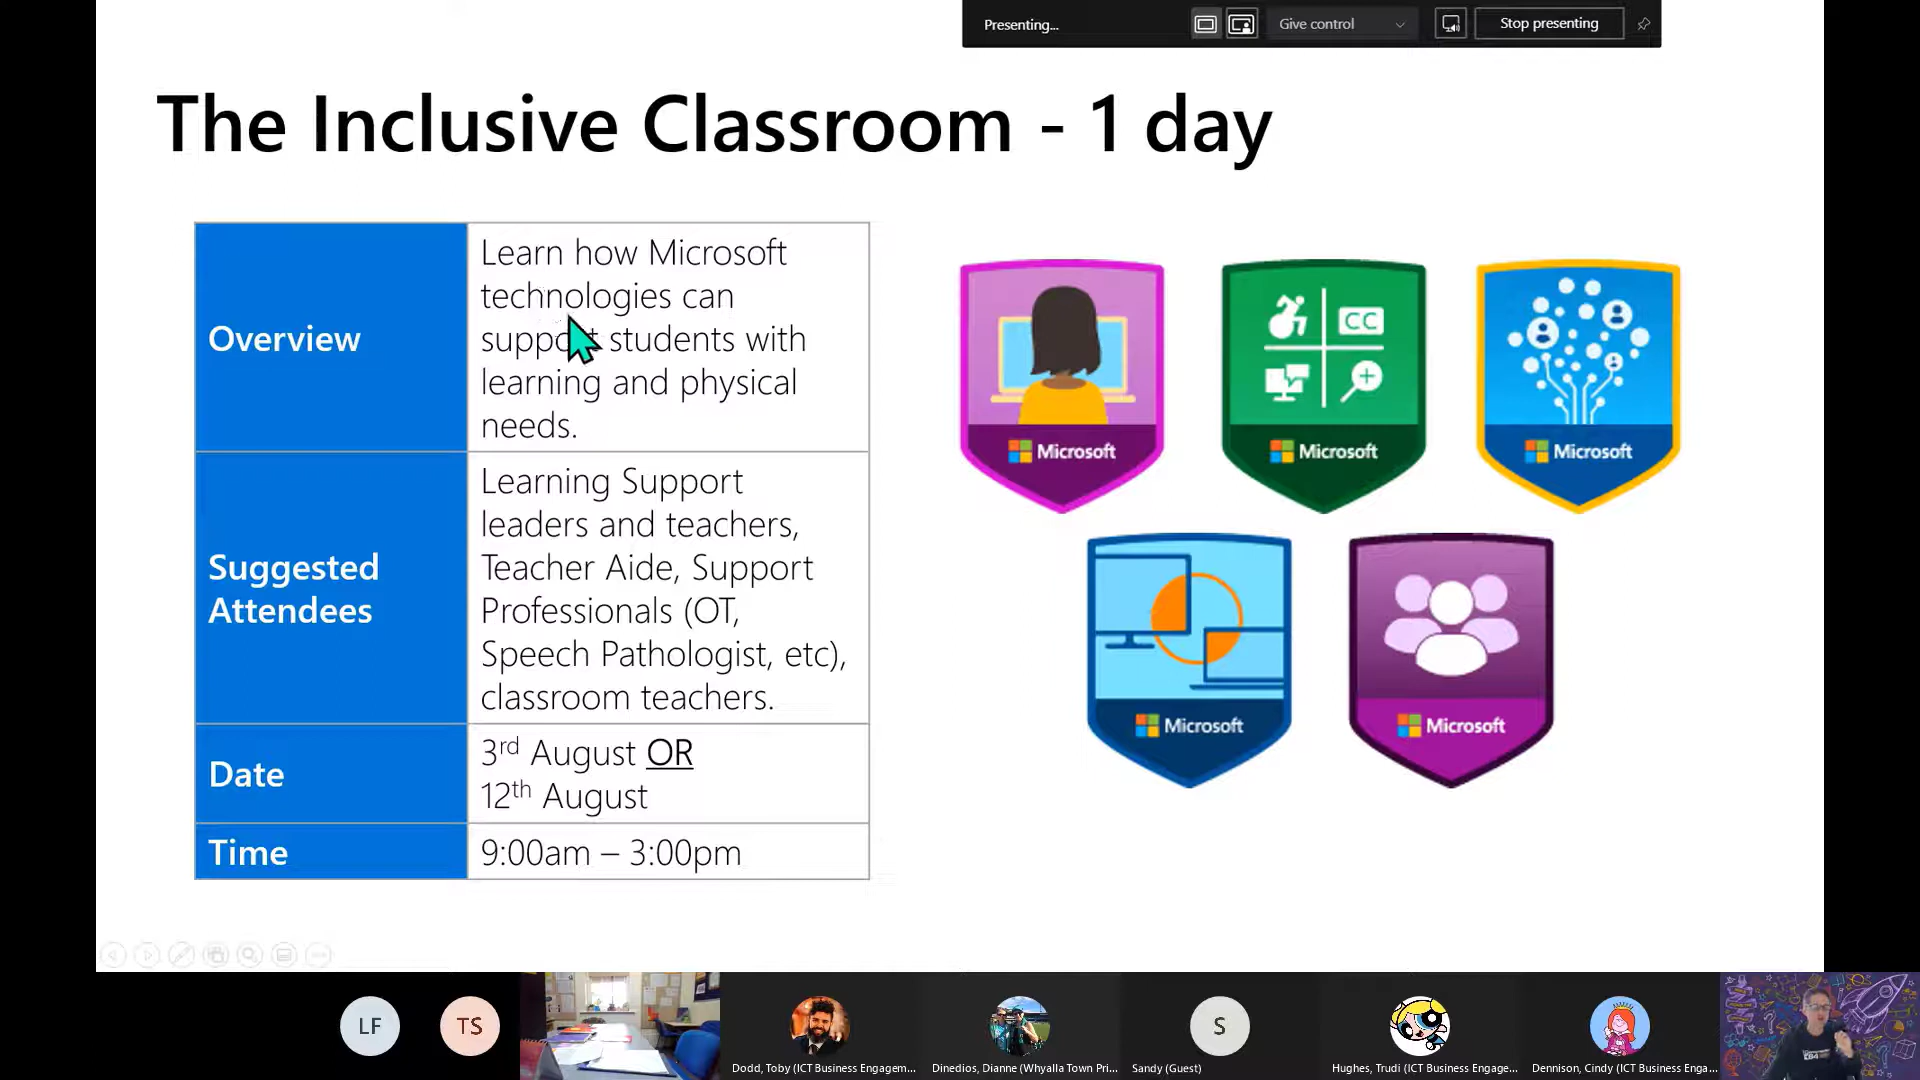 Presenting...
Give control
Stop presenting
The Inclusive Classroom - 1 day
Overview
Learn how Microsoft
technologies can
support students with
learning and physical
needs.
Suggested
Attendees
Learning Support
leaders and teachers,
Teacher Aide, Support
Professionals (OT,
Speech Pathologist, etc),
classroom teachers.
Date
3rd August OR
12th August
Time
9:00am – 3:00pm
CC
Microsoft
Microsoft
Microsoft
Microsoft
Microsoft
LF
TS
S
Dodd, Toby (ICT Business Engagem...
Dinedios, Dianne (Whyalla Town Pri...
Sandy (Guest)
Hughes, Trudi (ICT Business Engage...
Dennison, Cindy (ICT Business Enga...